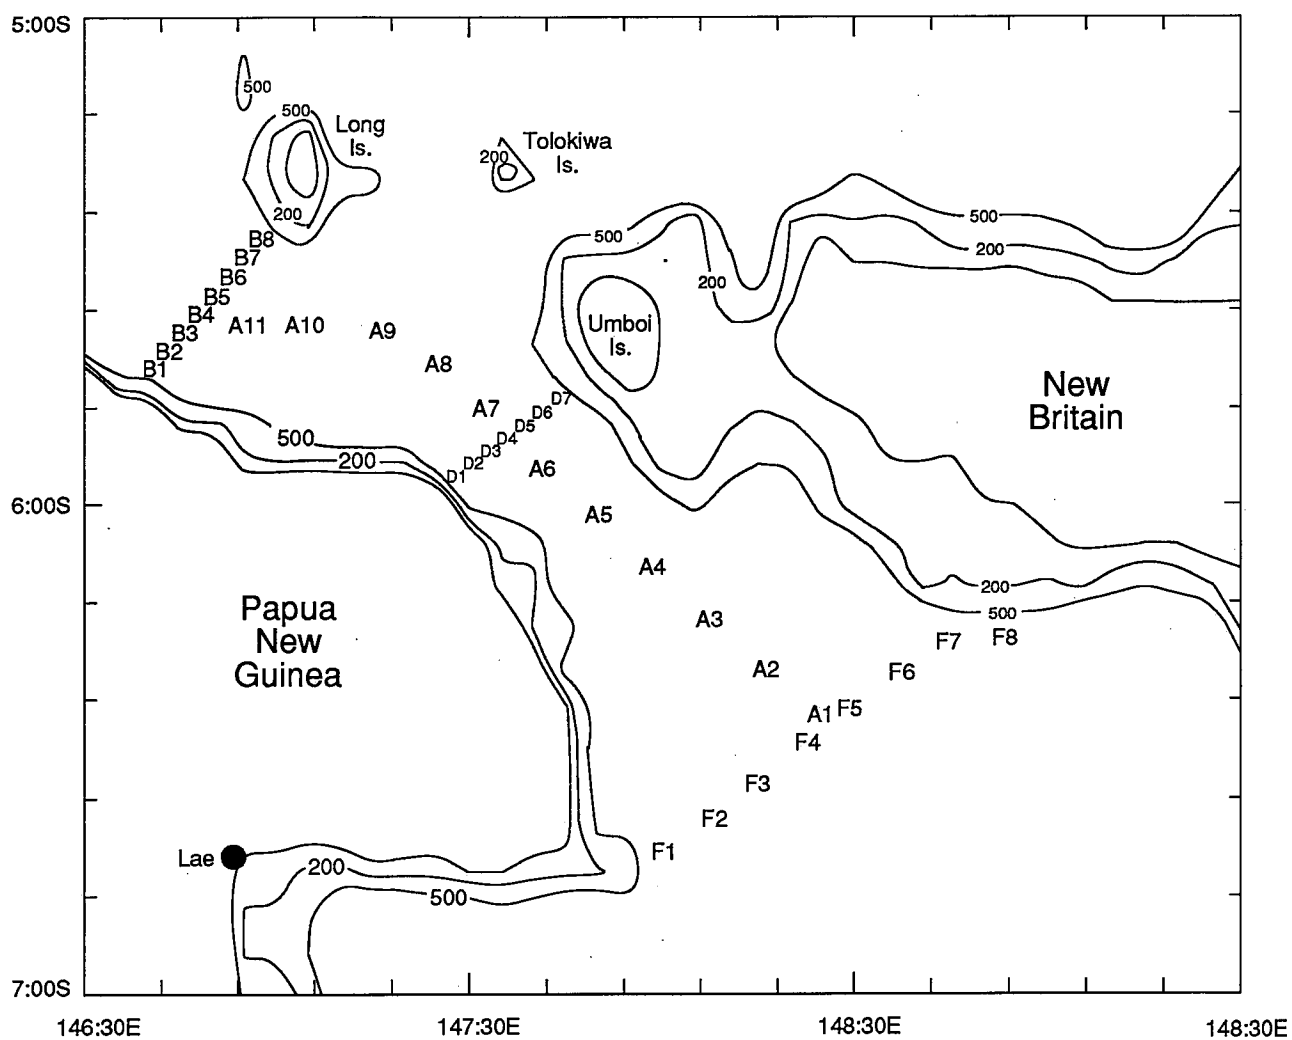 5:00S
500
500
Long
Is.
200
Tolokiwa
Is.
200
500
200
500
200
B8
B7
B6
B5
B4
B3
B2
B1
A11
A10
A9
A8
Umboi
Is.
New
Britain
A7
D7
D6
D5
D4
D3
D2
D1
500
200
A6
6:00S
A5
A4
200
500
Papua
New
Guinea
A3
F7
F8
A2
F6
A1
F5
F4
F3
F2
F1
Lae
200
500
7:00S
146:30E
147:30E
148:30E
148:30E